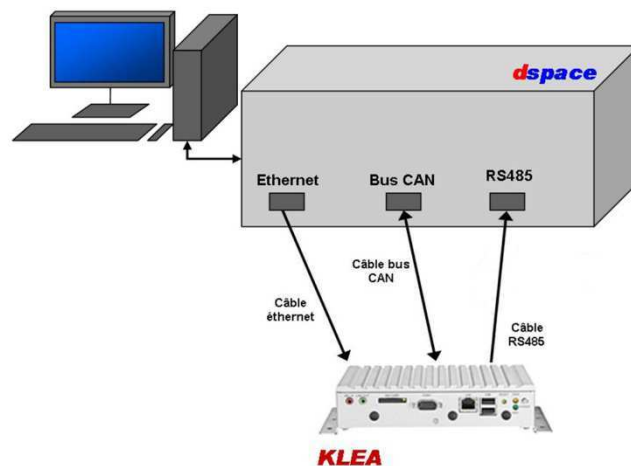 dspace
Ethernet
Bus CAN
RS485
Câble bus
CAN
Câble
éthernet
Câble
RS485
KLEA